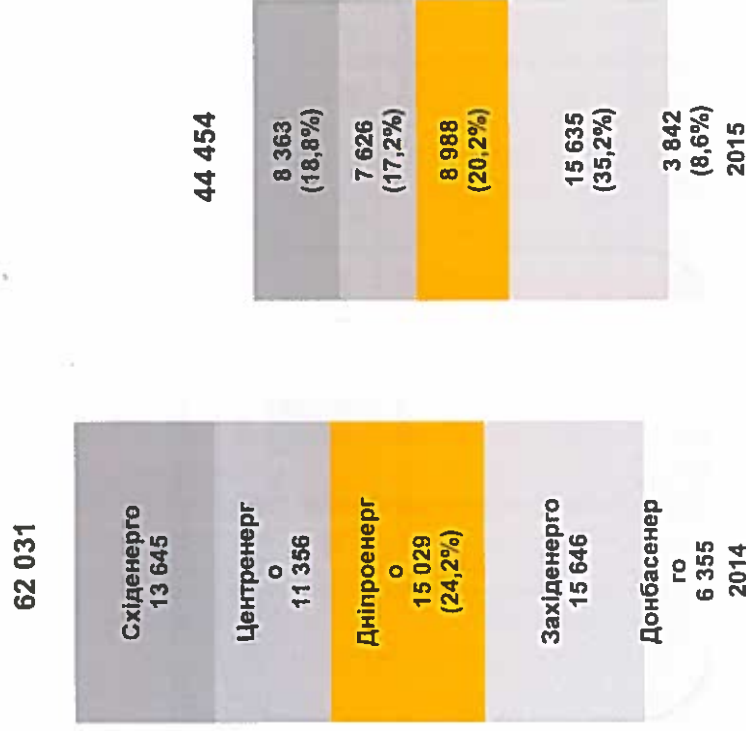 62 031
Східенерго
13 645
Центренерг
о
11 356
Дніпроенерг
о
15 029
(24,2%)
Західенерго
15 646
Донбасенер
го
6 355
2014
44 454
8 363
(18,8%)
7 626
(17,2%)
8 988
(20,2%)
15 635
(35,2%)
3 842
(8,6%)
2015